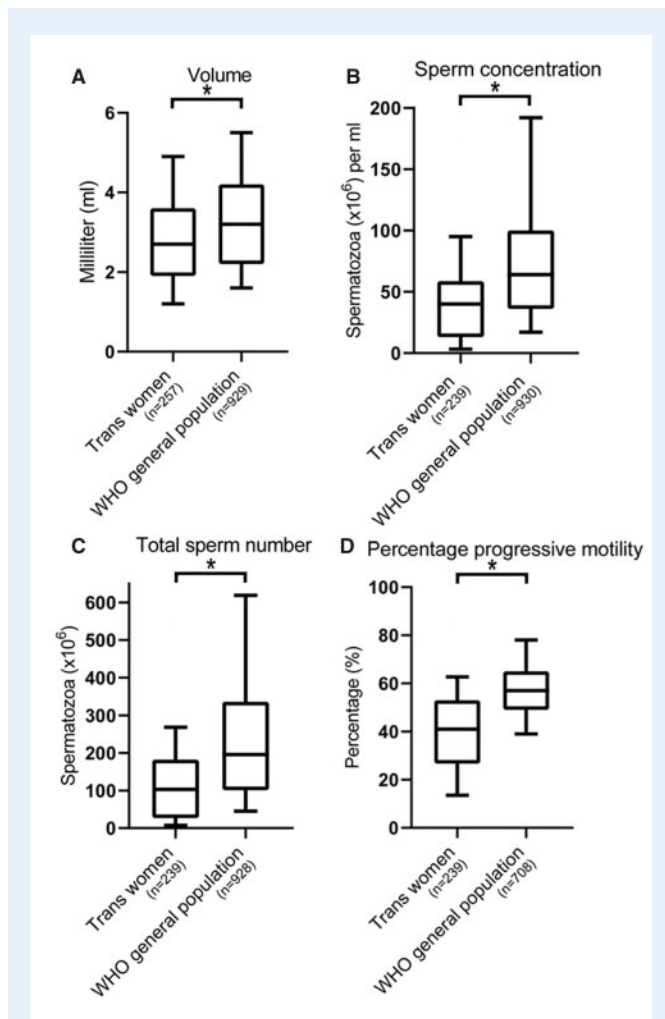 A
Volume
*
6
4
2
0
Milliliter (ml)
Trans women
(n=257)
WHO general population
(n=929)
B
Sperm concentration
*
200
150
100
50
0
Spermatozoa (x10⁶) per ml
Trans women
(n=239)
WHO general population
(n=930)
C
Total sperm number
*
600
500
400
300
200
100
0
Spermatozoa (x10⁶)
Trans women
(n=239)
WHO general population
(n=928)
D
Percentage progressive motility
*
100
80
60
40
20
0
Percentage (%)
Trans women
(n=239)
WHO general population
(n=708)